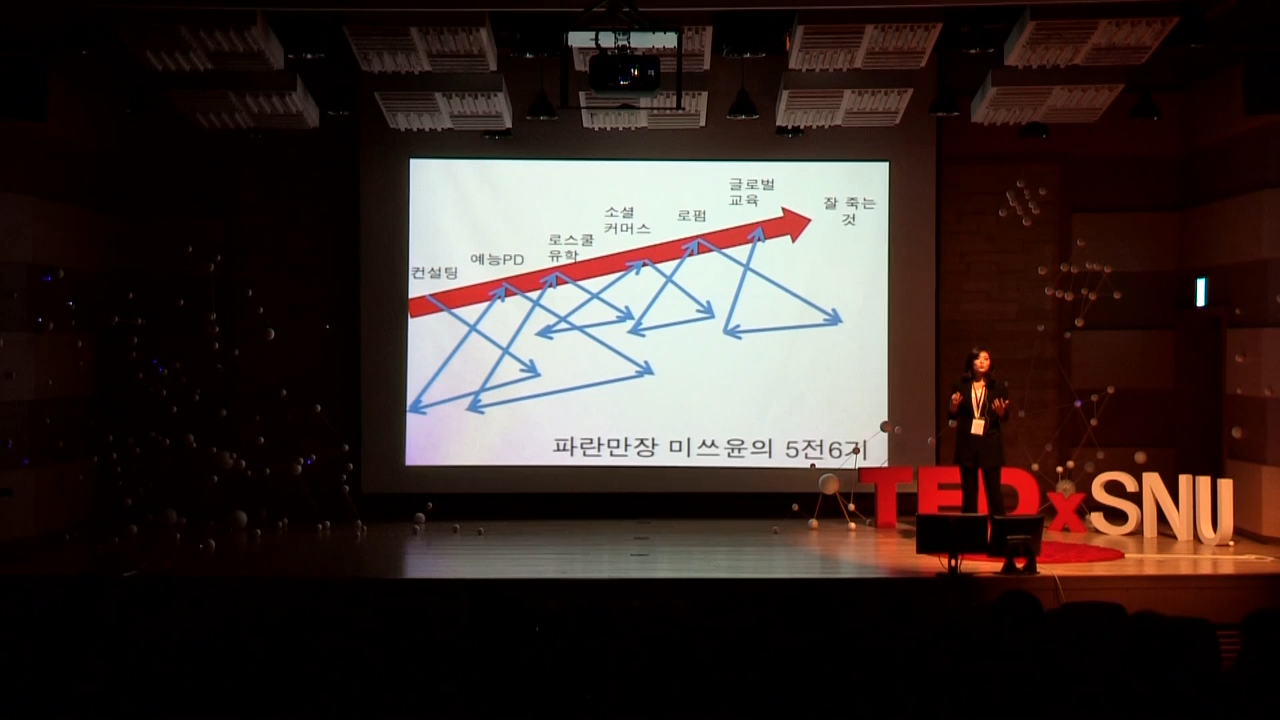 글로벌
교육
잘 죽는
것
소셜
커머스
로펌
로스쿨
유학
예능PD
컨설팅
파란만장 미쓰윤의 5전6기
TEDxSNU